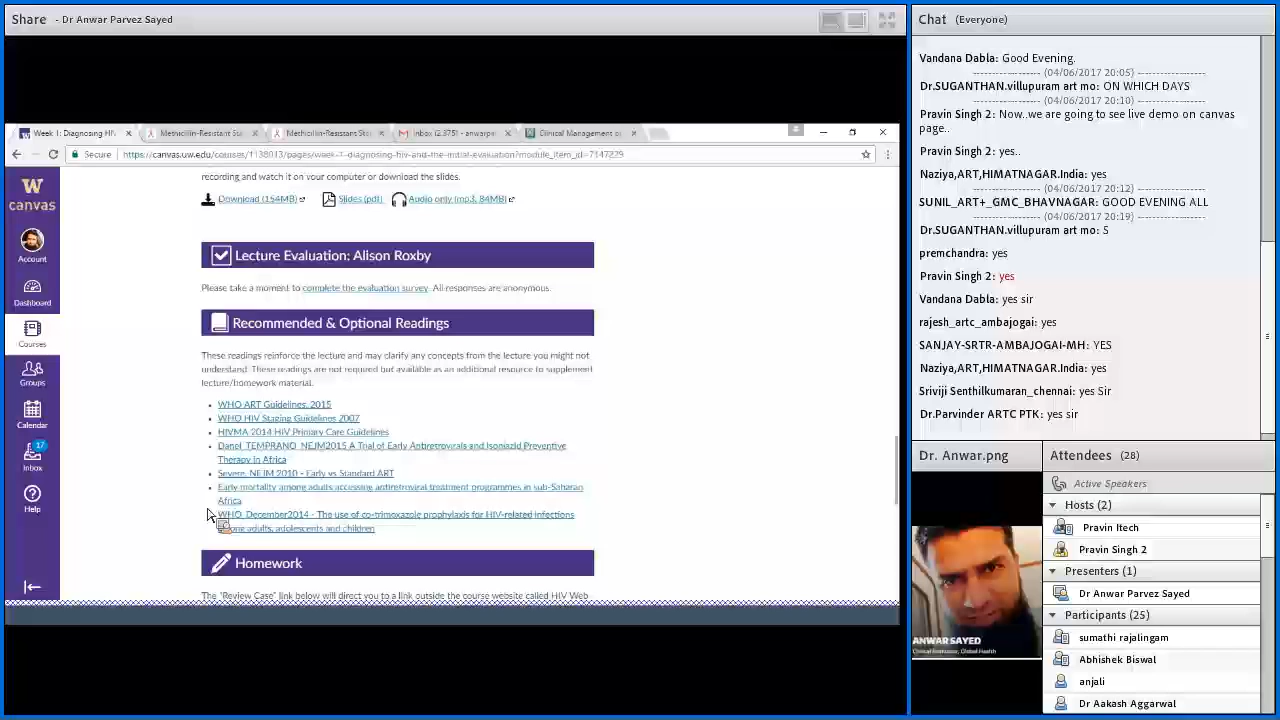 Share - Dr Anwar Parvez Sayed
Week 1: Diagnosing HIV
Methicillin-Resistant Sta
Methicillin-Resistant Sta
Inbox (2,875) - anwarpa
Clinical Management o
Secure https://canvas.uw.edu/courses/1138013/pages/week-1-diagnosing-hiv-and-the-initial-evaluation?module_item_id=7147229
W
canvas
Account
Dashboard
Courses
Groups
Calendar
17
Inbox
Help
recording and watch it on your computer or download the slides.
Download (154MB) Slides (pdf) Audio only (mp3, 84MB)
Lecture Evaluation: Alison Roxby
Please take a moment to complete the evaluation survey. All responses are anonymous.
Recommended & Optional Readings
These readings reinforce the lecture and may clarify any concepts from the lecture you might not
understand. These readings are not required but available as an additional resource to supplement
lecture/homework material.
WHO ART Guidelines, 2015
WHO HIV Staging Guidelines 2007
HIVMA 2014 HIV Primary Care Guidelines
Danel_TEMPRANO_NEJM2015 A Trial of Early Antiretrovirals and Isoniazid Preventive
Therapy in Africa
Severe, NEJM 2010 - Early vs Standard ART
Early mortality among adults accessing antiretroviral treatment programmes in sub-Saharan
Africa
WHO_December2014 - The use of co-trimoxazole prophylaxis for HIV-related infections
among adults, adolescents and children
Homework
The "Review Case" link below will direct you to a link outside the course website called HIV Web
Chat (Everyone)
Vandana Dabla: Good Evening.
---------------- (04/06/2017 20:05) ----------------
Dr.SUGANTHAN.villupuram art mo: ON WHICH DAYS
---------------- (04/06/2017 20:10) ----------------
Pravin Singh 2: Now..we are going to see live demo on canvas
page..
Pravin Singh 2: yes..
Naziya,ART,HIMATNAGAR.India: yes
---------------- (04/06/2017 20:12) ----------------
SUNIL_ART+_GMC_BHAVNAGAR: GOOD EVENING ALL
---------------- (04/06/2017 20:19) ----------------
Dr.SUGANTHAN.villupuram art mo: S
premchandra: yes
Pravin Singh 2: yes
Vandana Dabla: yes sir
rajesh_artc_ambajogai: yes
SANJAY-SRTR-AMBAJOGAI-MH: YES
Naziya,ART,HIMATNAGAR.India: yes
Sriviji Senthilkumaran_chennai: yes Sir
Dr.Parvinder ARTC PTK: yes sir
Dr. Anwar.png
ANWAR SAYED
Clinical Instructor, Global Health
Attendees (28)
Active Speakers
Hosts (2)
Pravin Itech
Pravin Singh 2
Presenters (1)
Dr Anwar Parvez Sayed
Participants (25)
sumathi rajalingam
Abhishek Biswal
anjali
Dr Aakash Aggarwal